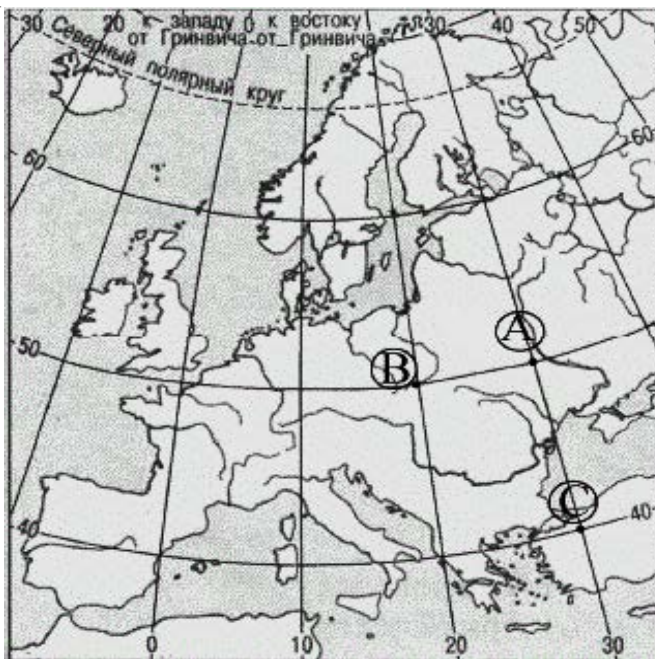 30 20 к западу 0 к востоку 30 40 50
от Гринвича от Гринвича
Северный полярный круг
60 60
50
A
B
C
40 40
0 10 20 30